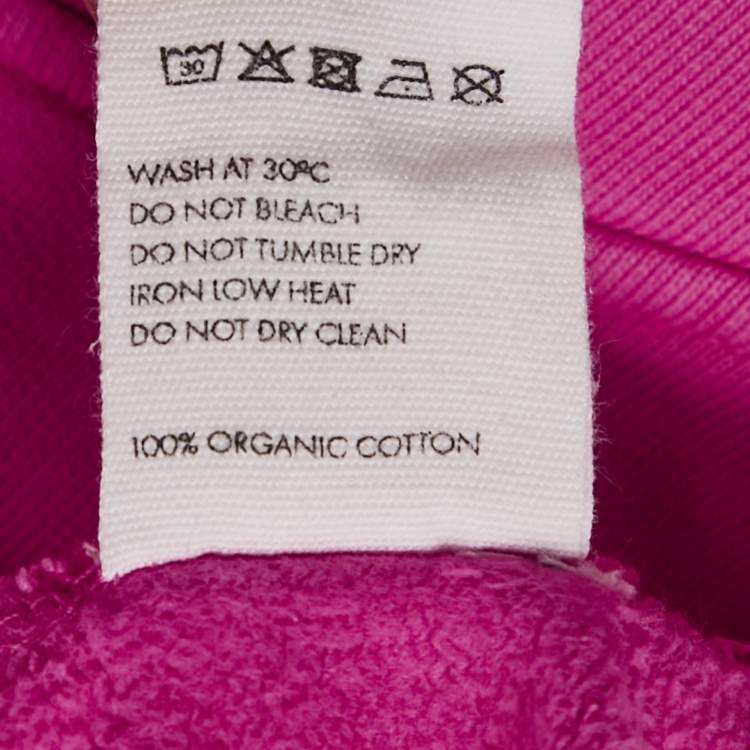 30
WASH AT 30ºC
DO NOT BLEACH
DO NOT TUMBLE DRY
IRON LOW HEAT
DO NOT DRY CLEAN
100% ORGANIC COTTON